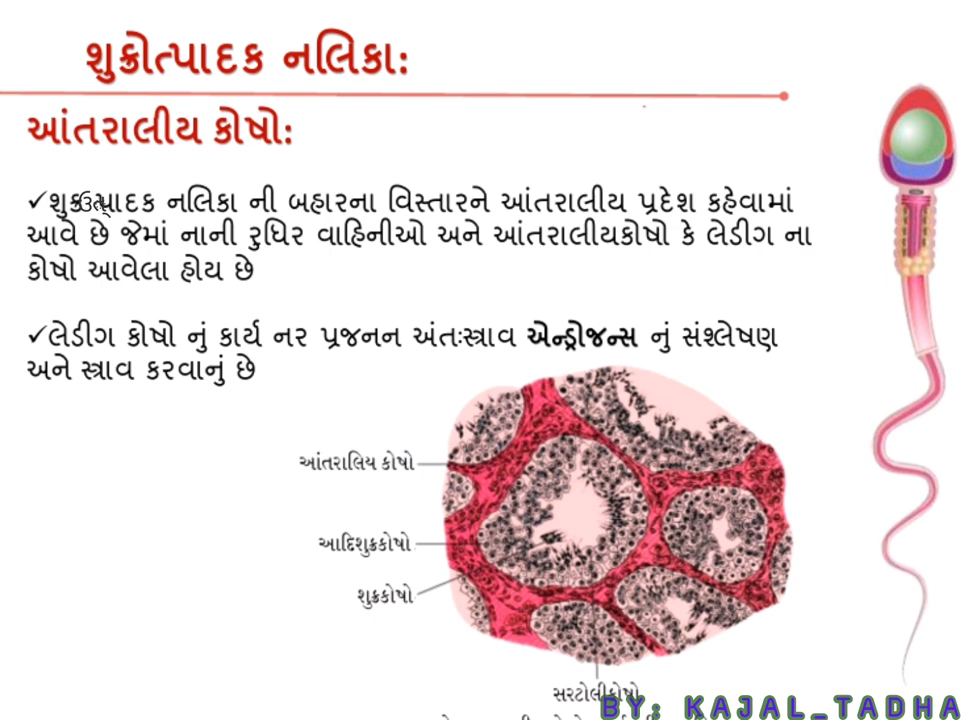 શુક્રોત્પાદક નલિકા:
આંતરાલીય કોષો:
✓શુક્રઉત્પાદક નલિકા ની બહારના વિસ્તારને આંતરાલીય પ્રદેશ કહેવામાં
આવે છે જેમાં નાની રુધિર વાહિનીઓ અને આંતરાલીયકોષો કે લેડીગ ના
કોષો આવેલા હોય છે
✓લેડીગ કોષો નું કાર્ય નર પ્રજનન અંતઃસ્ત્રાવ એન્ડ્રોજન્સ નું સંશ્લેષણ
અને સ્ત્રાવ કરવાનું છે
આંતરાલિય કોષો
આદિશુક્રકોષો
શુક્રકોષો
સરટોલીકોષો
BY: KAJAL_TADHA